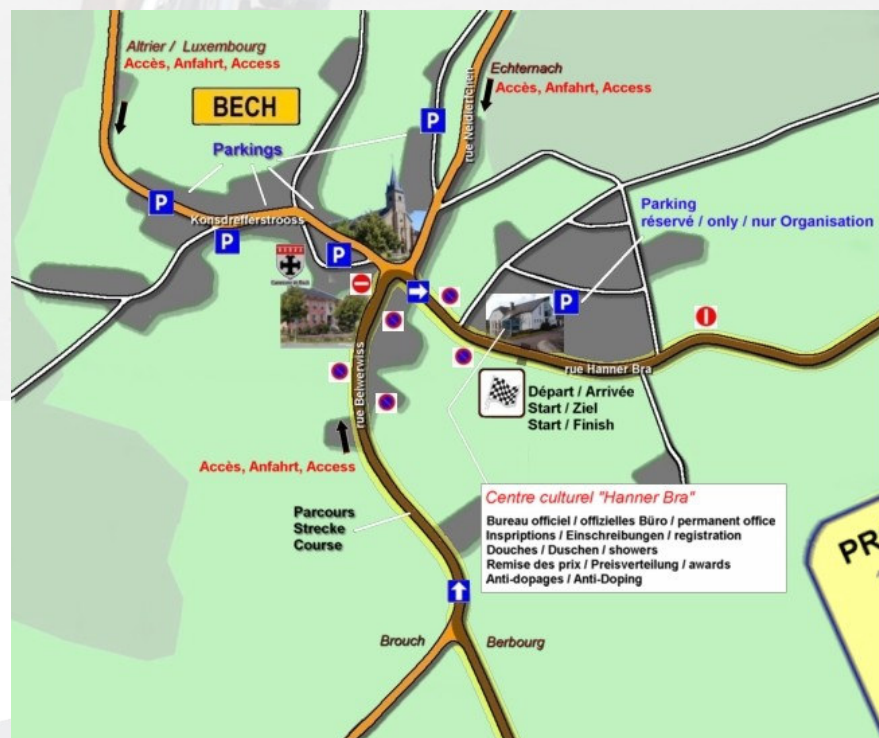 Altrier / Luxembourg
Accès, Anfahrt, Access
Echternach
Accès, Anfahrt, Access
BECH
P
Parkings
rue Neidlerichen
Parking
réservé / only / nur Organisation
P
Konsdrefferstrooss
P
P
P
rue Hanner Bra
Départ / Arrivée
Start / Ziel
Start / Finish
rue Belwerwiss
Accès, Anfahrt, Access
Parcours
Strecke
Course
Centre culturel "Hanner Bra"
Bureau officiel / offizielles Büro / permanent office
Inspriptions / Einschreibungen / registration
Douches / Duschen / showers
Remise des prix / Preisverteilung / awards
Anti-dopages / Anti-Doping
PR
Brouch
Berbourg